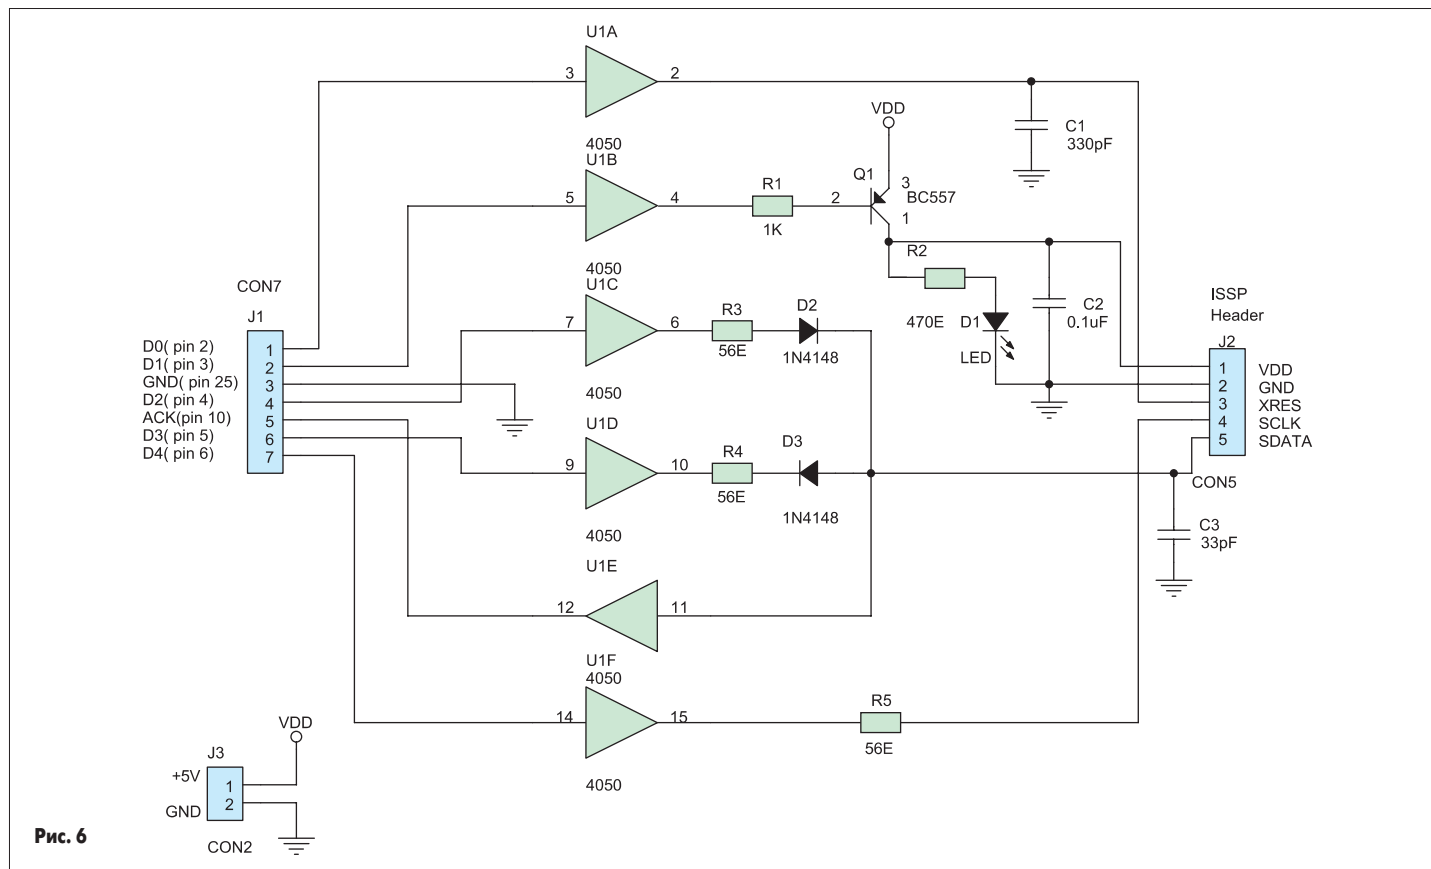 U1A
3
2
4050
U1B
5
4
R1
1K
2
Q1
VDD
3
BC557
1
C1
330pF
4050
U1C
7
6
R3
56E
D2
1N4148
R2
470E
D1
LED
C2
0.1uF
ISSP
Header
J2
1 VDD
2 GND
3 XRES
4 SCLK
5 SDATA
CON5
CON7
J1
D0( pin 2) 1
D1( pin 3) 2
GND( pin 25) 3
D2( pin 4) 4
ACK(pin 10) 5
D3( pin 5) 6
D4( pin 6) 7
4050
U1D
9
10
R4
56E
D3
1N4148
C3
33pF
4050
U1E
12
11
U1F
4050
14
15
R5
56E
4050
VDD
J3
+5V 1
GND 2
CON2
Рис. 6